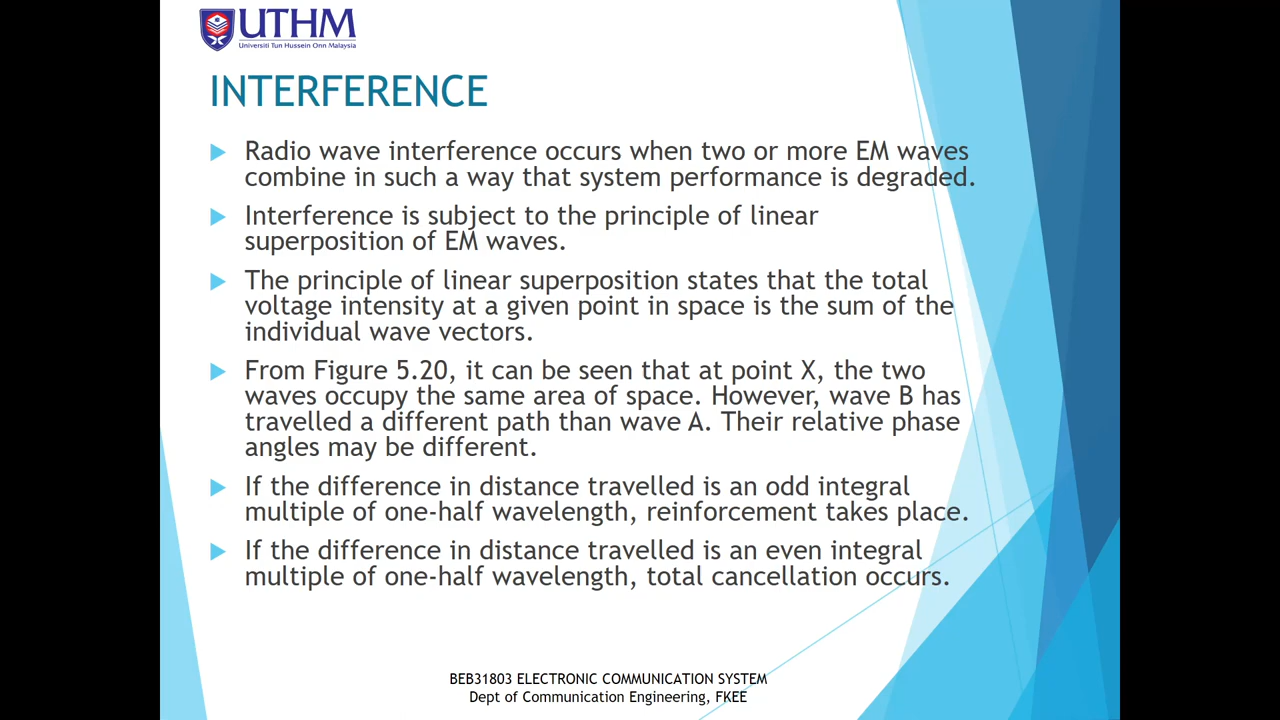 UTHM
Universiti Tun Hussein Onn Malaysia
INTERFERENCE
Radio wave interference occurs when two or more EM waves
combine in such a way that system performance is degraded.
Interference is subject to the principle of linear
superposition of EM waves.
The principle of linear superposition states that the total
voltage intensity at a given point in space is the sum of the
individual wave vectors.
From Figure 5.20, it can be seen that at point X, the two
waves occupy the same area of space. However, wave B has
travelled a different path than wave A. Their relative phase
angles may be different.
If the difference in distance travelled is an odd integral
multiple of one-half wavelength, reinforcement takes place.
If the difference in distance travelled is an even integral
multiple of one-half wavelength, total cancellation occurs.
BEB31803 ELECTRONIC COMMUNICATION SYSTEM
Dept of Communication Engineering, FKEE